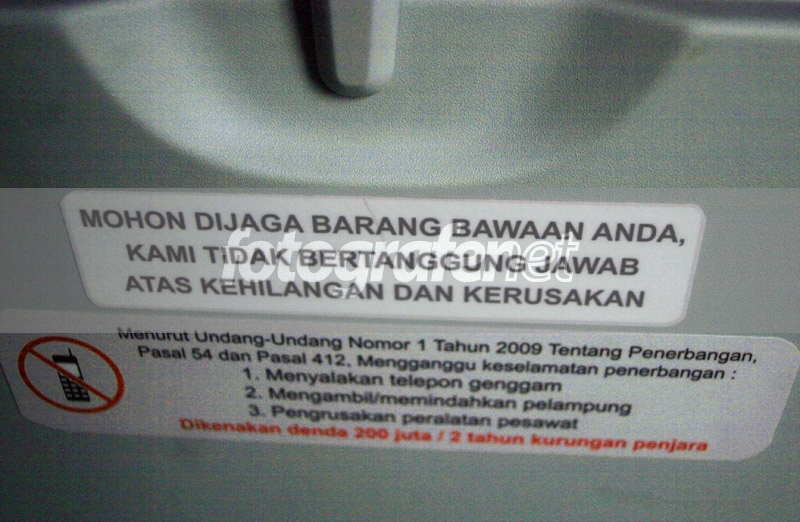 MOHON DIJAGA BARANG BAWAAN ANDA,
KAMI TIDAK BERTANGGUNG JAWAB
ATAS KEHILANGAN DAN KERUSAKAN
fotografer.net
Menurut Undang-Undang Nomor 1 Tahun 2009 Tentang Penerbangan,
Pasal 54 dan Pasal 412, Mengganggu keselamatan penerbangan :
1. Menyalakan telepon genggam
2. Mengambil/memindahkan pelampung
3. Pengrusakan peralatan pesawat
Dikenakan denda 200 juta / 2 tahun kurungan penjara